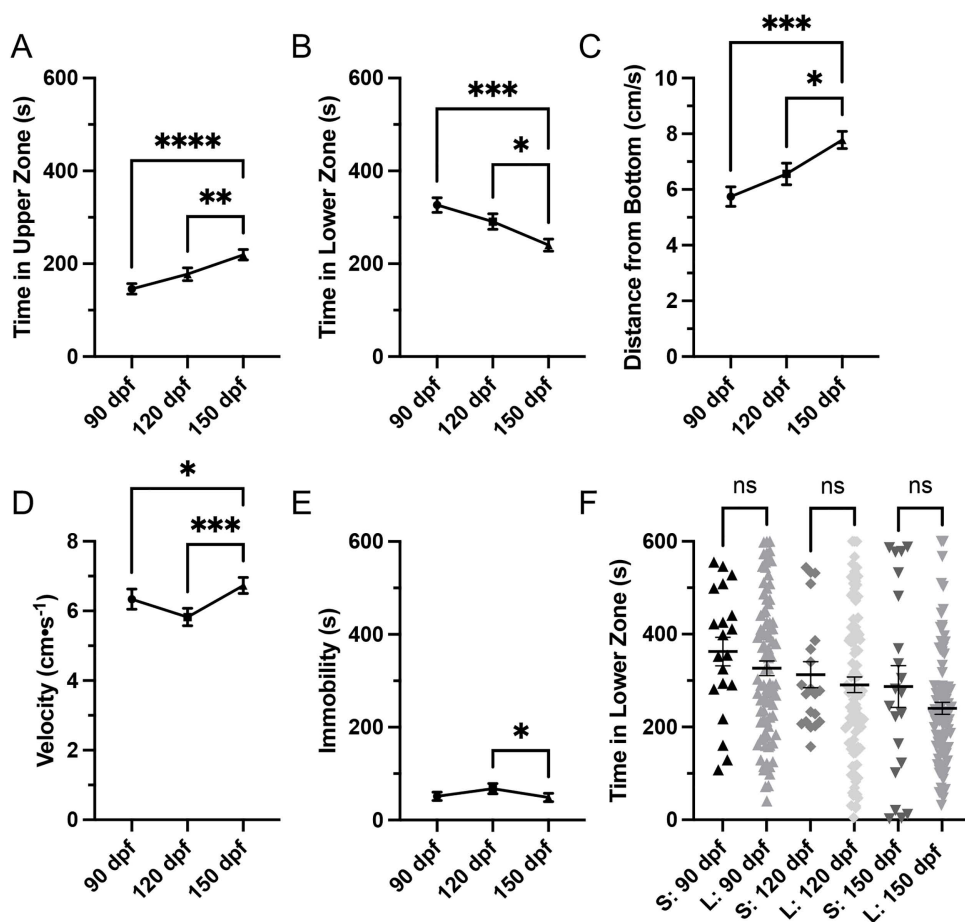 A
Time in Upper Zone (s)
600
400
200
0
****
**
90 dpf
120 dpf
150 dpf
B
Time in Lower Zone (s)
600
400
200
0
***
*
90 dpf
120 dpf
150 dpf
C
Distance from Bottom (cm/s)
10
8
6
4
2
0
***
*
90 dpf
120 dpf
150 dpf
D
Velocity (cm•s⁻¹)
8
6
4
2
0
*
***
90 dpf
120 dpf
150 dpf
E
Immobility (s)
600
400
200
0
*
90 dpf
120 dpf
150 dpf
F
Time in Lower Zone (s)
600
400
200
0
ns
ns
ns
S: 90 dpf
L: 90 dpf
S: 120 dpf
L: 120 dpf
S: 150 dpf
L: 150 dpf